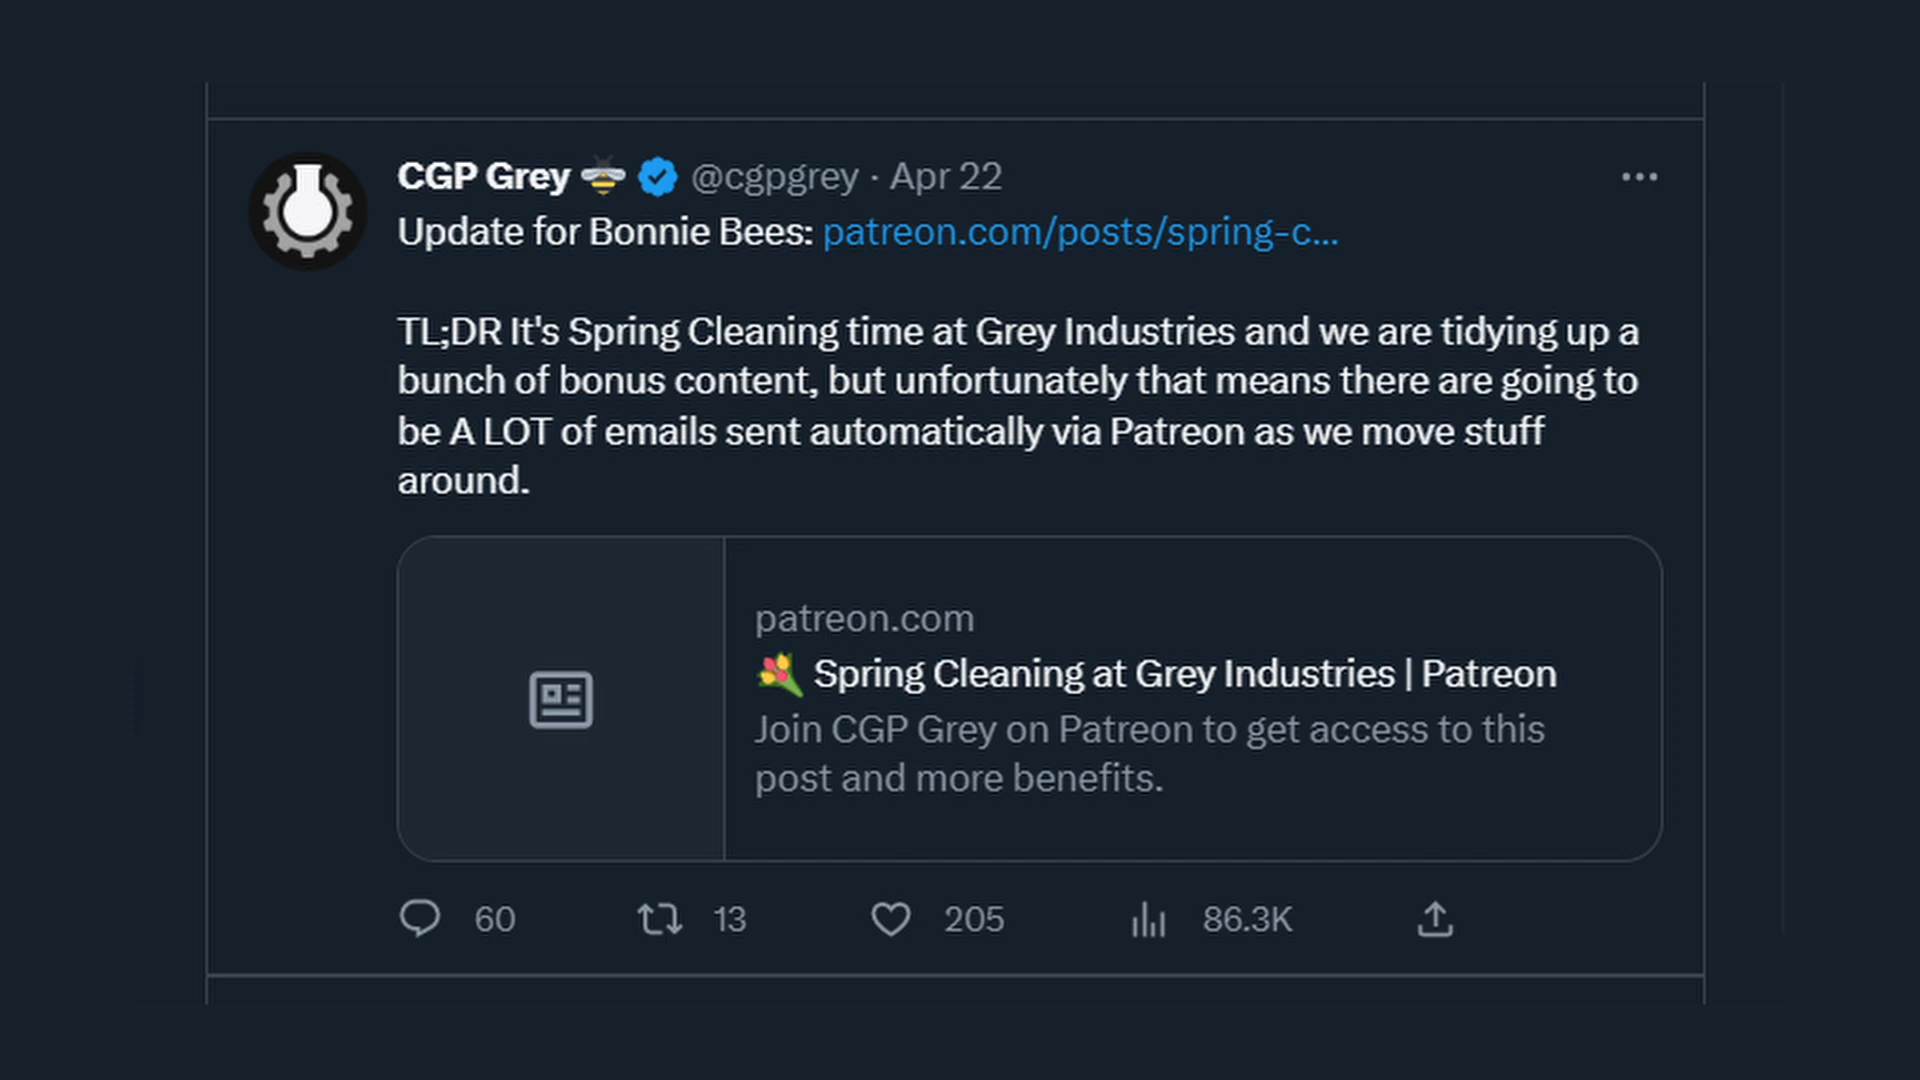 CGP Grey 🐝 @cgpgrey · Apr 22
Update for Bonnie Bees: patreon.com/posts/spring-c...
TL;DR It's Spring Cleaning time at Grey Industries and we are tidying up a
bunch of bonus content, but unfortunately that means there are going to
be A LOT of emails sent automatically via Patreon as we move stuff
around.
patreon.com
💐 Spring Cleaning at Grey Industries | Patreon
Join CGP Grey on Patreon to get access to this
post and more benefits.
60 13 205 86.3K